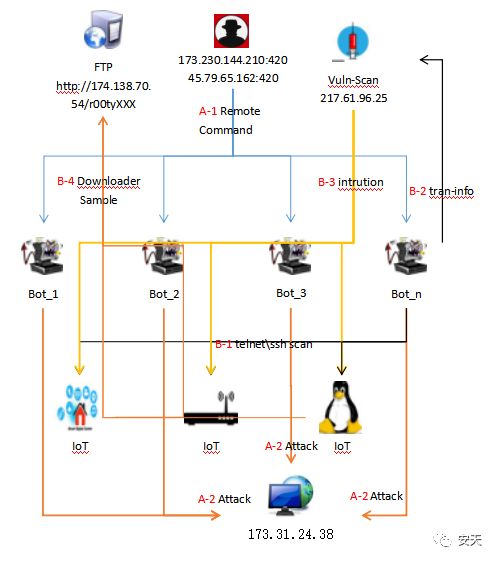 FTP
http://174.138.70.
54/r00tyXXX
173.230.144.210:420
45.79.65.162:420
Vuln-Scan
217.61.96.25
A-1 Remote
Command
B-4 Downloader
Sample
B-3 intrution
B-2 tran-info
Bot_1
Bot_2
Bot_3
Bot_n
B-1 telnet\ssh scan
IoT
IoT
IoT
A-2 Attack
A-2 Attack
A-2 Attack
173.31.24.38
安天